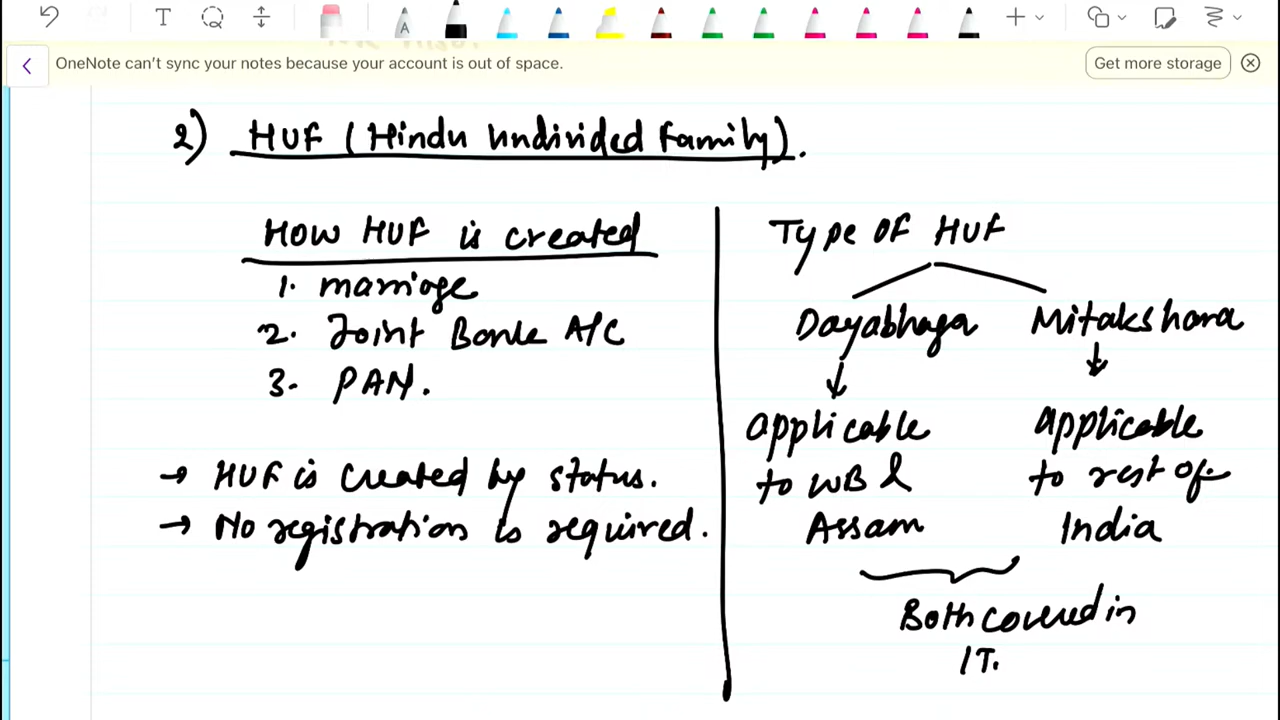 OneNote can't sync your notes because your account is out of space.
Get more storage
2) HUF (Hindu Undivided Family).
How HUF is created
1. marriage
2. Joint Bank A/C
3. PAN.
→ HUF is created by status.
→ No registration is required.
Type OF HUF
Dayabhaga
applicable
to WB &
Assam
Mitakshara
Applicable
to rest of
India
Both covered in
IT.